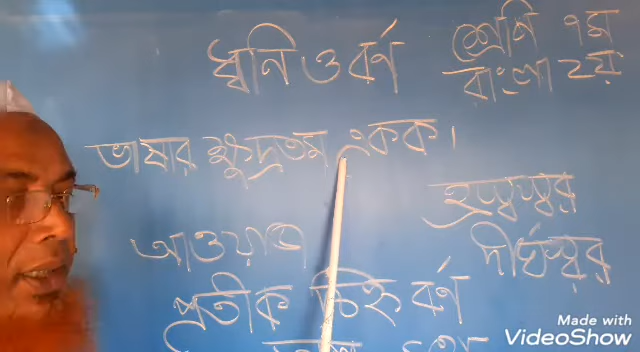 ধ্বনি ও বর্ণ
শ্রেণি ৭ম
বাংলা ২য়
ভাষার ক্ষুদ্রতম একক।
হ্রস্বস্বর
দীর্ঘস্বর
আওয়াজ
প্রতীক চিহ্ন বর্ণ
Made with
VideoShow